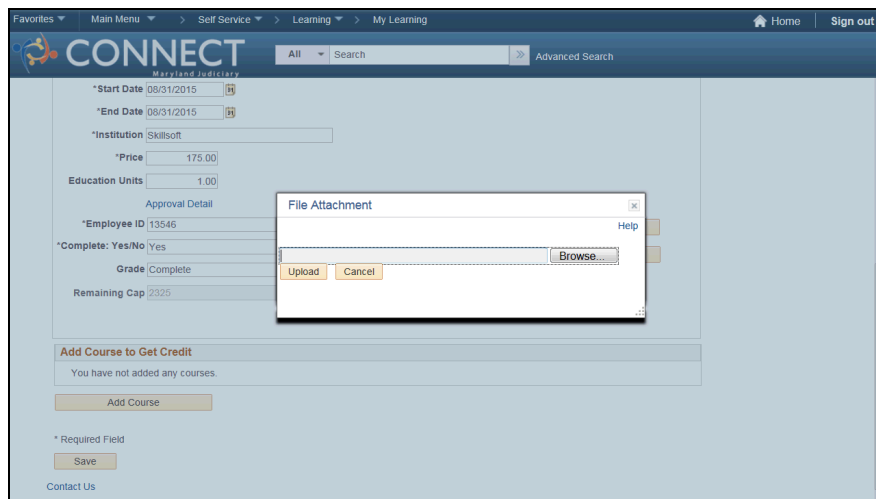 Favorites Main Menu > Self Service > Learning > My Learning Home Sign out
CONNECT
Maryland Judiciary
All Search >> Advanced Search
*Start Date 08/31/2015 31
*End Date 08/31/2015 31
*Institution Skillsoft
*Price 175.00
Education Units 1.00
Approval Detail
*Employee ID 13546
*Complete: Yes/No Yes
Grade Complete
Remaining Cap 2325
File Attachment
Help
Browse...
Upload Cancel
Add Course to Get Credit
You have not added any courses.
Add Course
* Required Field
Save
Contact Us